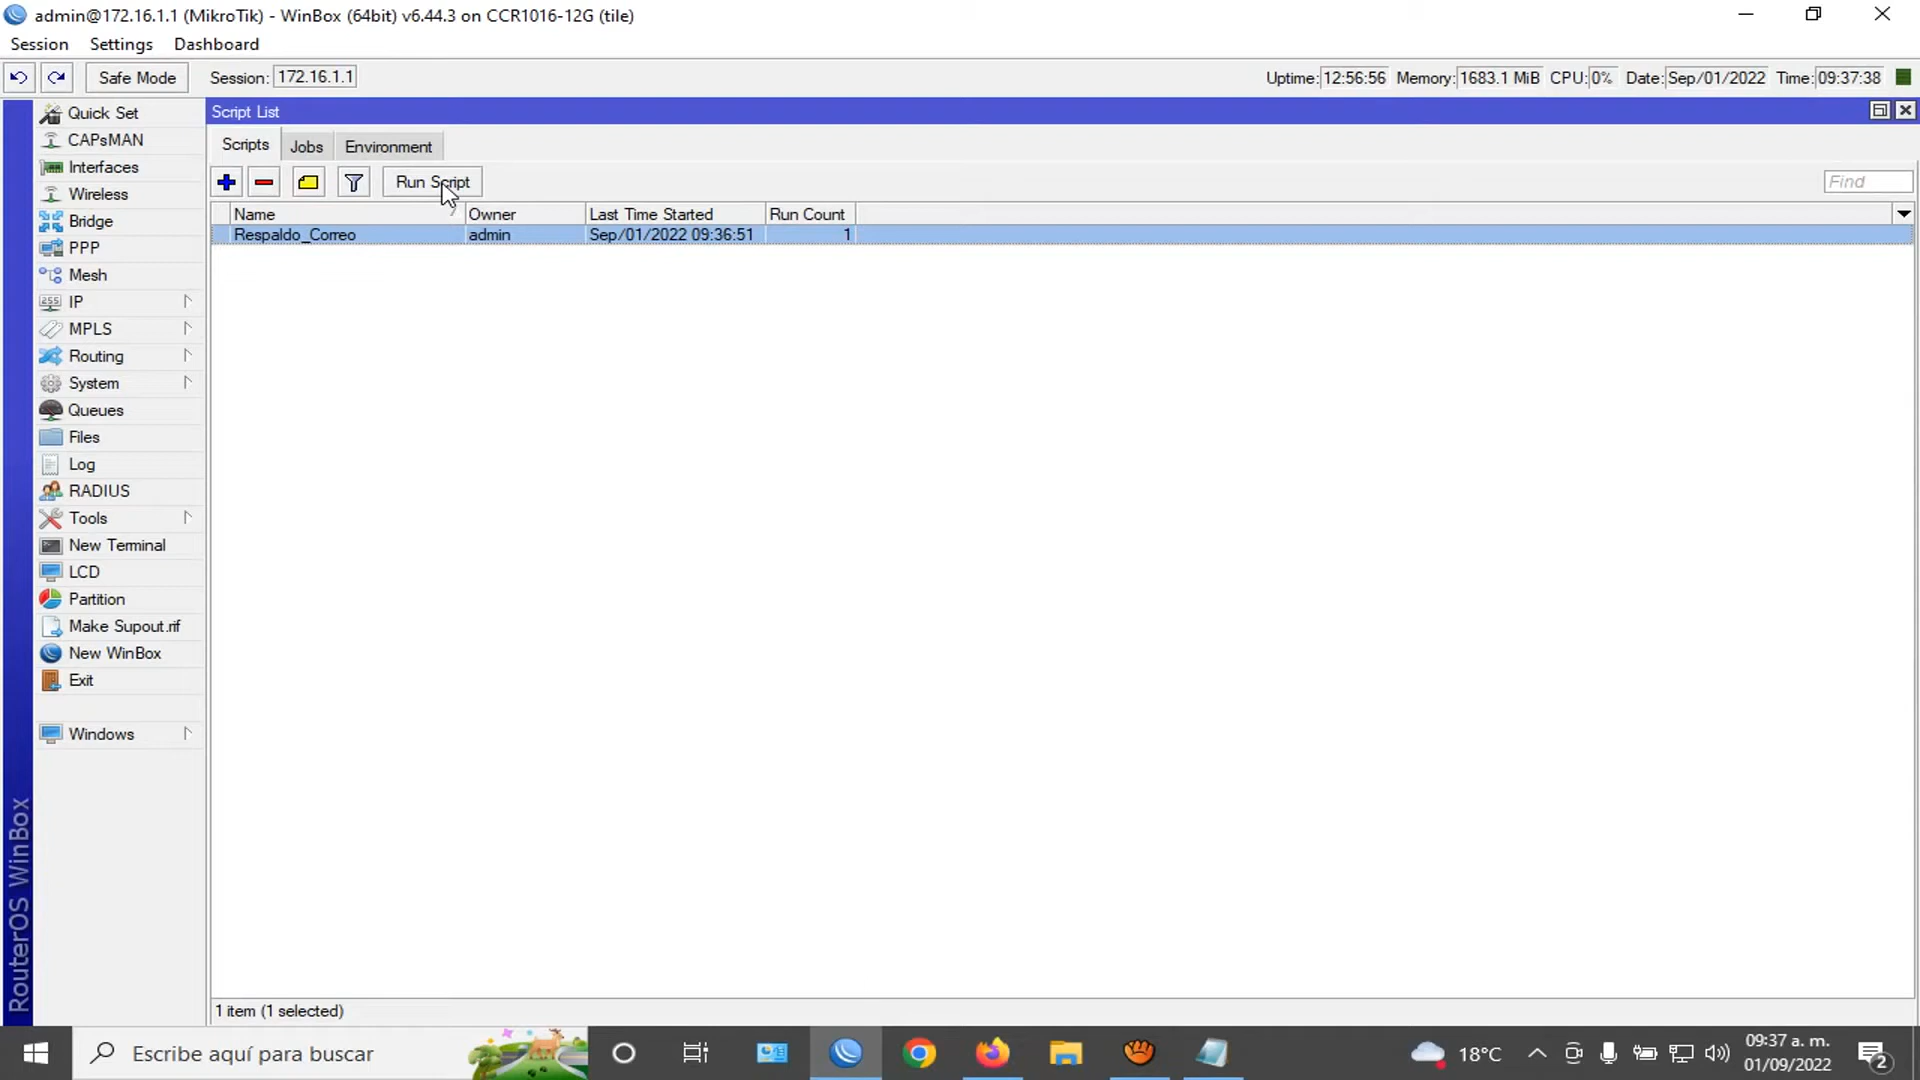 admin@172.16.1.1 (MikroTik) - WinBox (64bit) v6.44.3 on CCR1016-12G (tile)
Session Settings Dashboard
Safe Mode Session: 172.16.1.1 Uptime: 12:56:56 Memory: 1683.1 MiB CPU: 0% Date: Sep/01/2022 Time: 09:37:38
Script List
Scripts Jobs Environment
Run Script Find
Name Owner Last Time Started Run Count
Respaldo_Correo admin Sep/01/2022 09:36:51 1
Quick Set
CAPsMAN
Interfaces
Wireless
Bridge
PPP
Mesh
IP
MPLS
Routing
System
Queues
Files
Log
RADIUS
Tools
New Terminal
LCD
Partition
Make Supout.rif
New WinBox
Exit
Windows
RouterOS WinBox
1 item (1 selected)
Escribe aquí para buscar
18°C
09:37 a. m.
01/09/2022
2